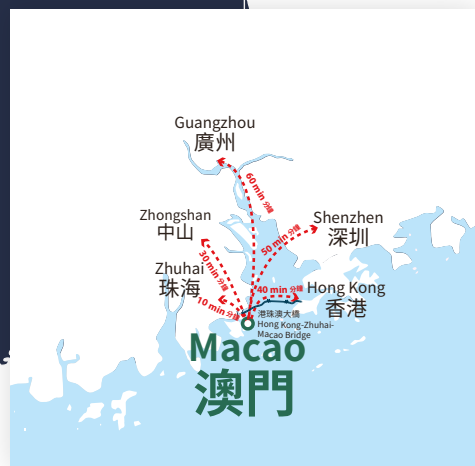 Guangzhou
廣州
60 min 分鐘
Zhongshan
中山
Shenzhen
深圳
50 min 分鐘
30 min 分鐘
Zhuhai
珠海
10 min 分鐘
40 min 分鐘
Hong Kong
香港
港珠澳大橋
Hong Kong-Zhuhai-
Macao Bridge
Macao
澳門